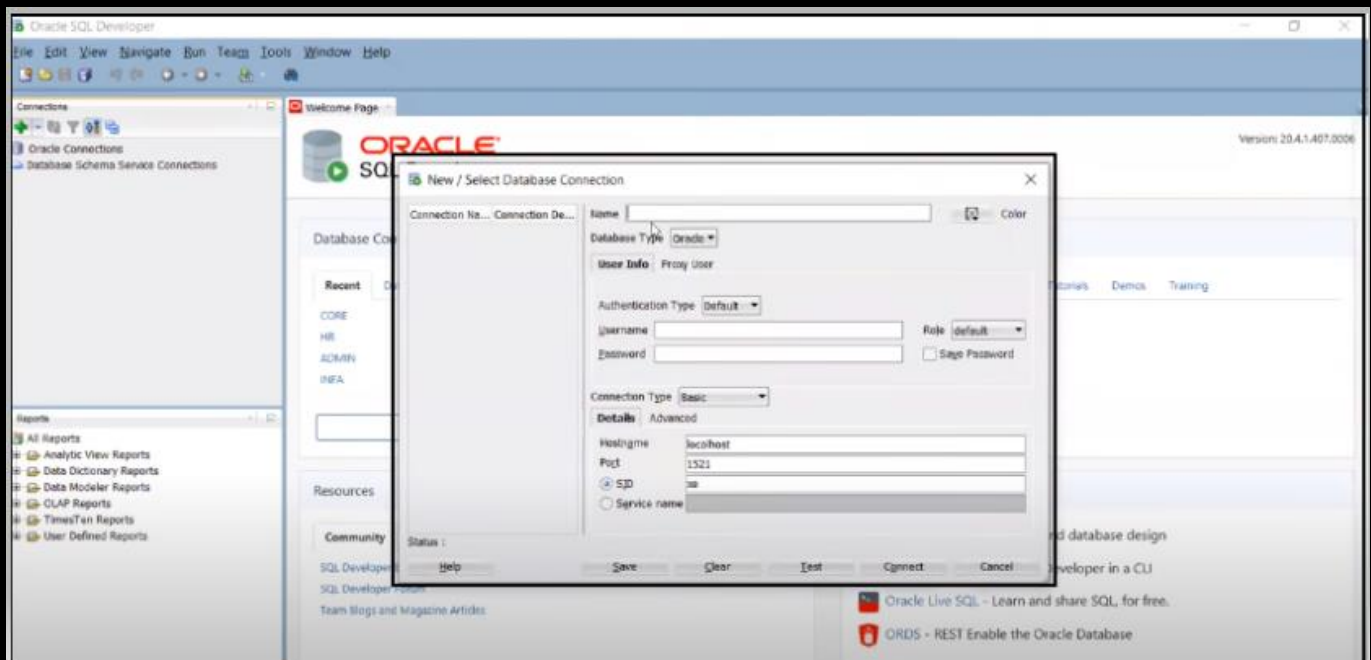 Oracle SQL Developer
File Edit View Navigate Run Team Tools Window Help
Connections
Oracle Connections
Database Schema Service Connections
Reports
All Reports
Analytic View Reports
Data Dictionary Reports
Data Modeler Reports
OLAP Reports
TimesTen Reports
User Defined Reports
Welcome Page
ORACLE
SQL
Version: 20.4.1.407.0006
Database Co
Recent
CORE
HR
ADMIN
INFA
Tutorials Demos Training
Resources
Community
SQL Developer
SQL Developer Forum
Team Blogs and Magazine Articles
d database design
eveloper in a CLI
Oracle Live SQL - Learn and share SQL, for free.
ORDS - REST Enable the Oracle Database
New / Select Database Connection
Connection Na... Connection De...
Name
Color
Database Type Oracle
User Info Proxy User
Authentication Type Default
Username
Role default
Password
Save Password
Connection Type Basic
Details Advanced
Hostname localhost
Port 1521
SID xe
Service name
Status :
Help Save Clear Test Connect Cancel